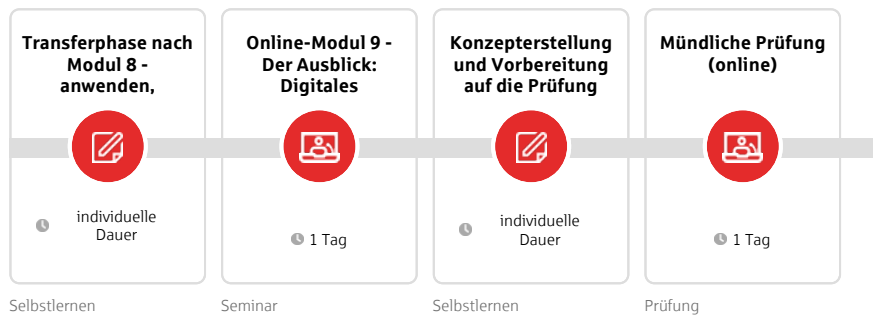 Transferphase nach
Modul 8 -
anwenden,
individuelle
Dauer
Selbstlernen
Online-Modul 9 -
Der Ausblick:
Digitales
1 Tag
Seminar
Konzepterstellung
und Vorbereitung
auf die Prüfung
individuelle
Dauer
Selbstlernen
Mündliche Prüfung
(online)
1 Tag
Prüfung